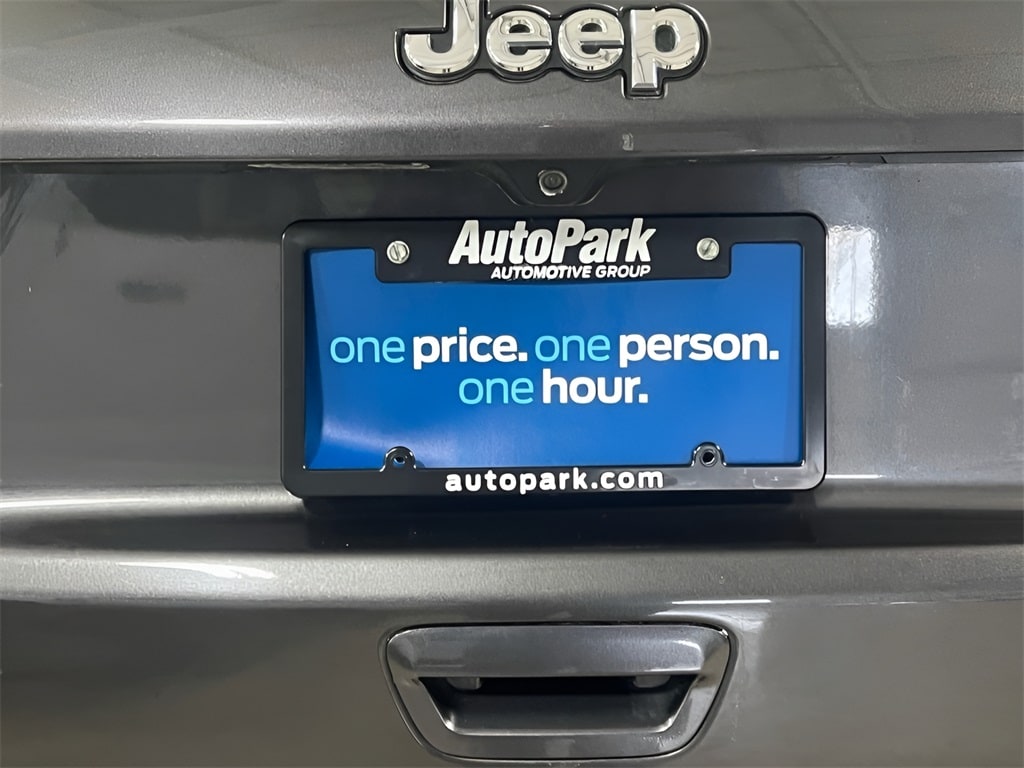 Jeep
AutoPark
AUTOMOTIVE GROUP
one price. one person.
one hour.
autopark.com